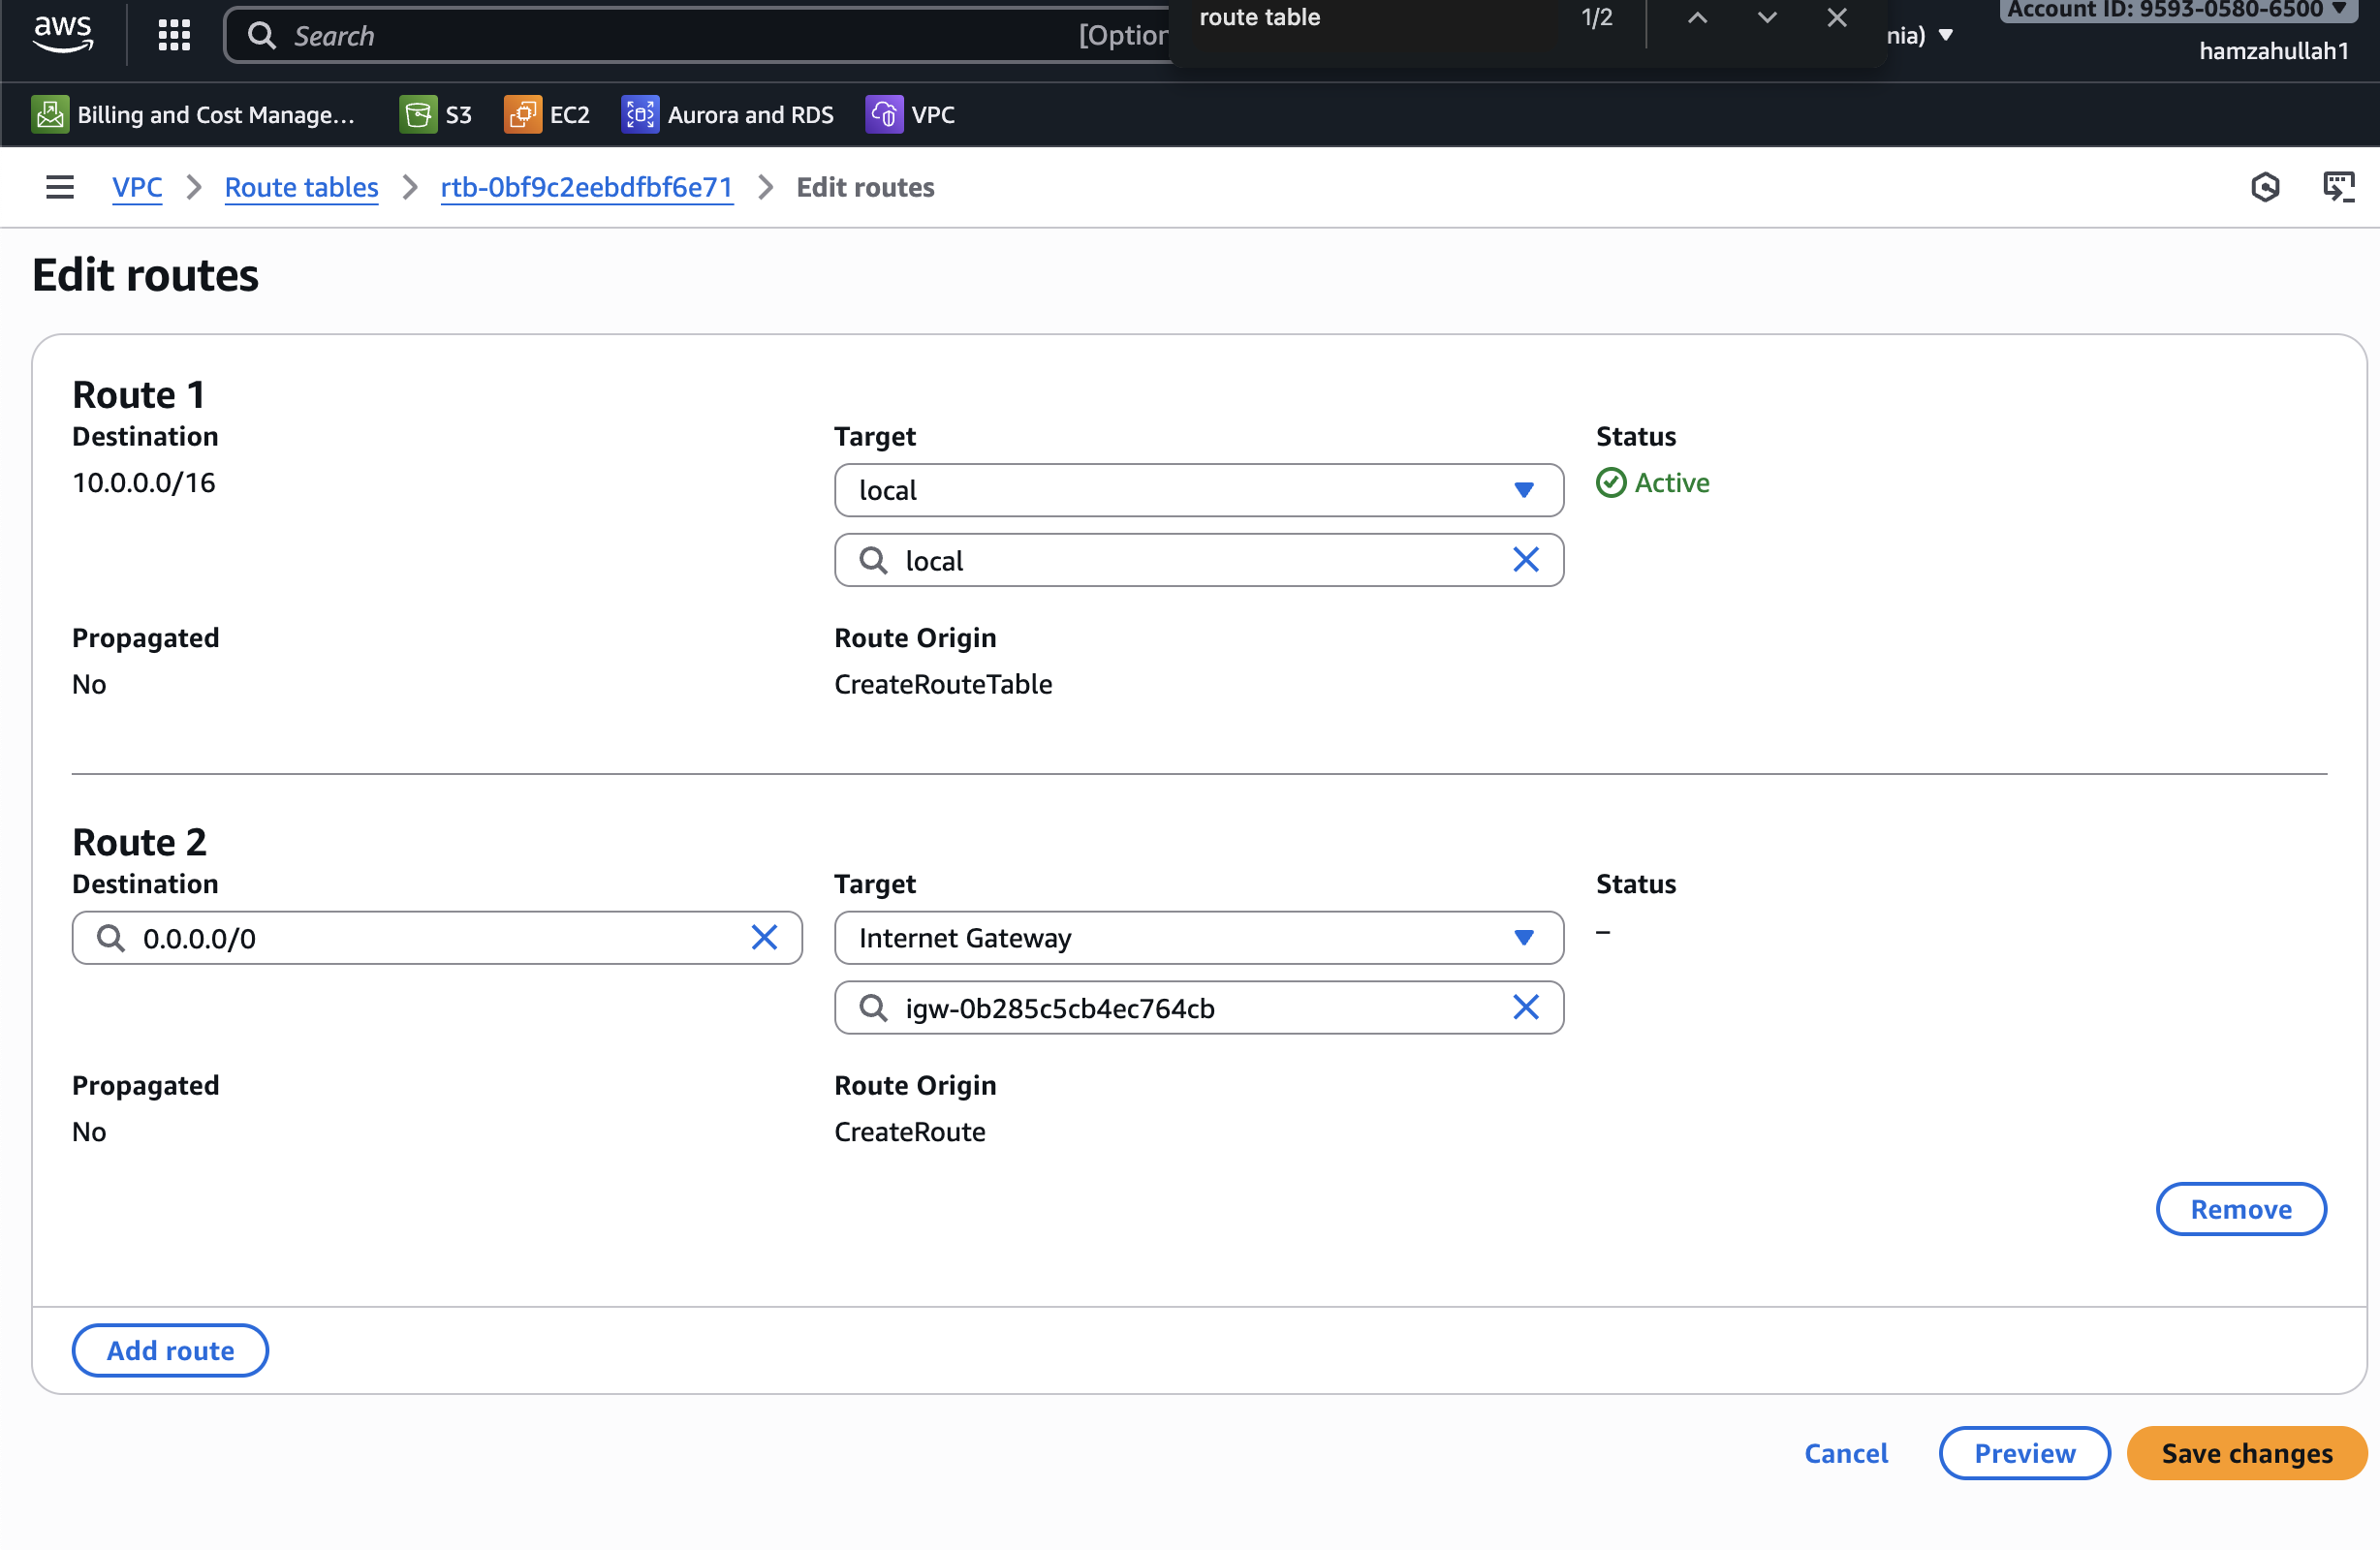 aws
Search
[Option
route table
1/2
nia)
Account ID: 9593-0580-6500
hamzahullah1
Billing and Cost Manage...
S3
EC2
Aurora and RDS
VPC
VPC
Route tables
rtb-0bf9c2eebdfbf6e71
Edit routes
Edit routes
Route 1
Destination
Target
Status
10.0.0.0/16
local
Active
local
Propagated
Route Origin
No
CreateRouteTable
Route 2
Destination
Target
Status
0.0.0.0/0
Internet Gateway
–
igw-0b285c5cb4ec764cb
Propagated
Route Origin
No
CreateRoute
Remove
Add route
Cancel
Preview
Save changes